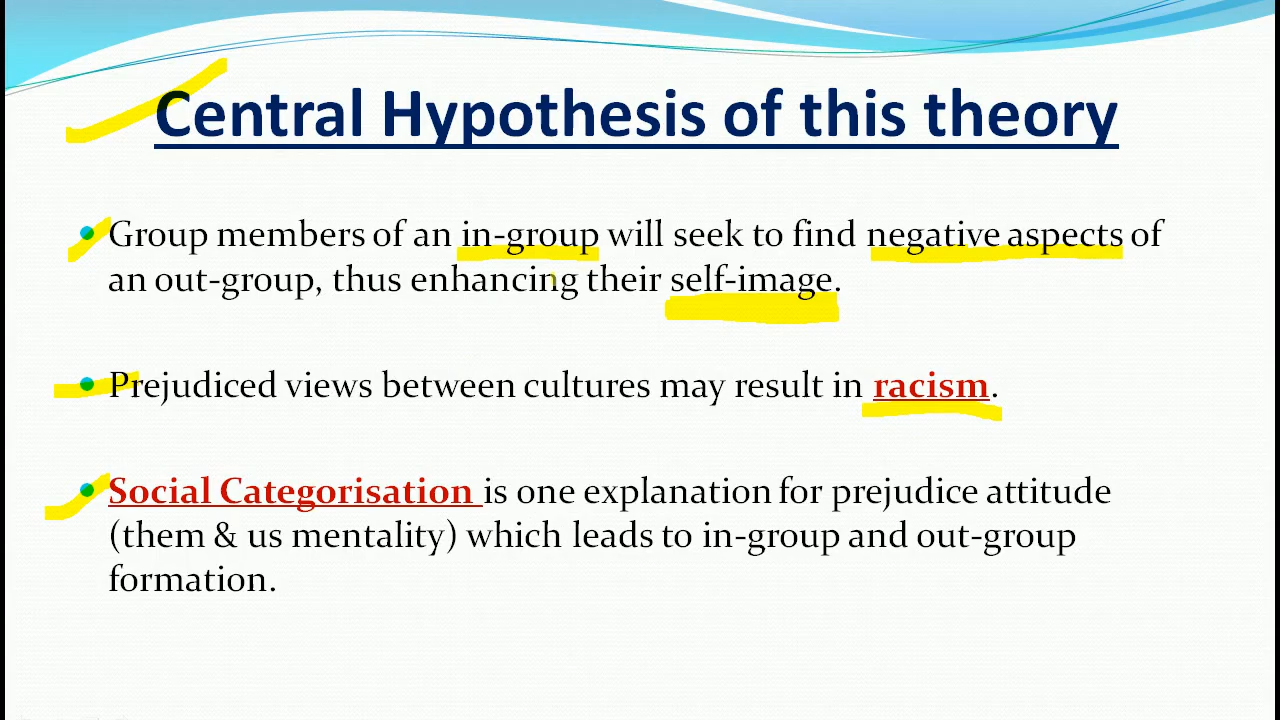 Central Hypothesis of this theory
Group members of an in-group will seek to find negative aspects of
an out-group, thus enhancing their self-image.
Prejudiced views between cultures may result in racism.
Social Categorisation is one explanation for prejudice attitude
(them & us mentality) which leads to in-group and out-group
formation.